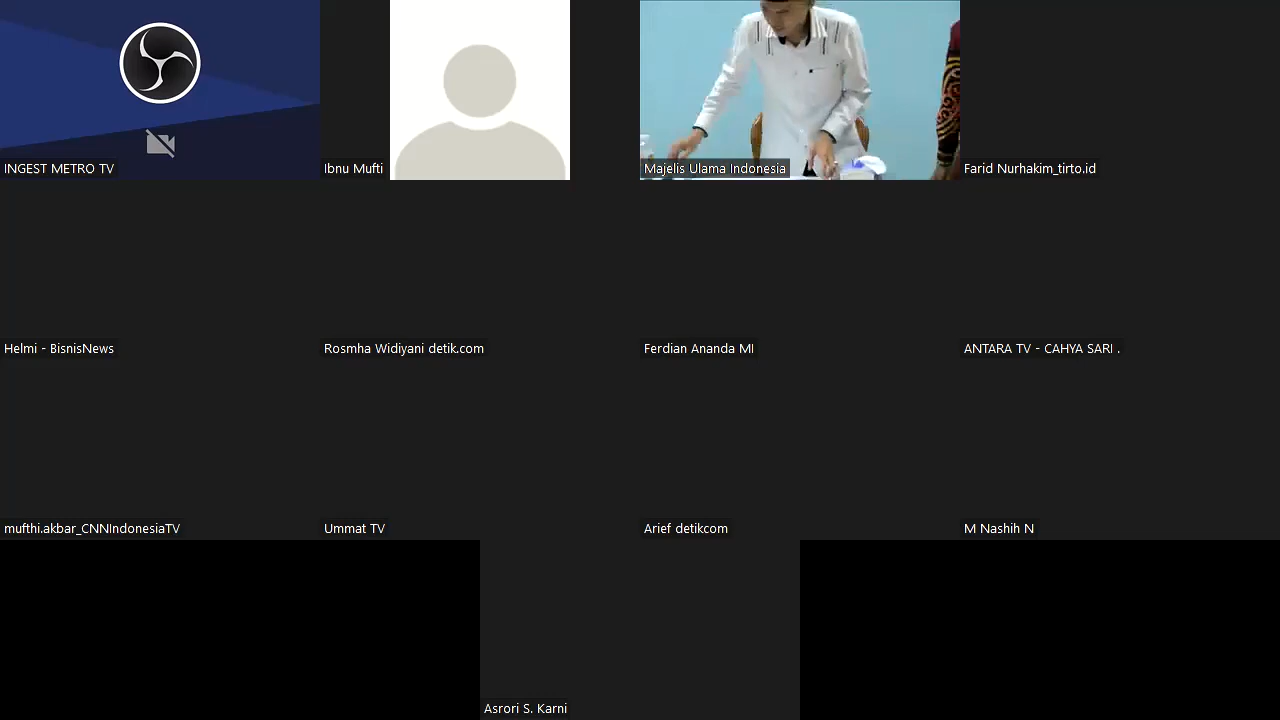 INGEST METRO TV
Ibnu Mufti
Majelis Ulama Indonesia
Farid Nurhakim_tirto.id
Helmi - BisnisNews
Rosmha Widiyani detik.com
Ferdian Ananda MI
ANTARA TV - CAHYA SARI .
mufthi.akbar_CNNIndonesiaTV
Ummat TV
Arief detikcom
M Nashih N
Asrori S. Karni